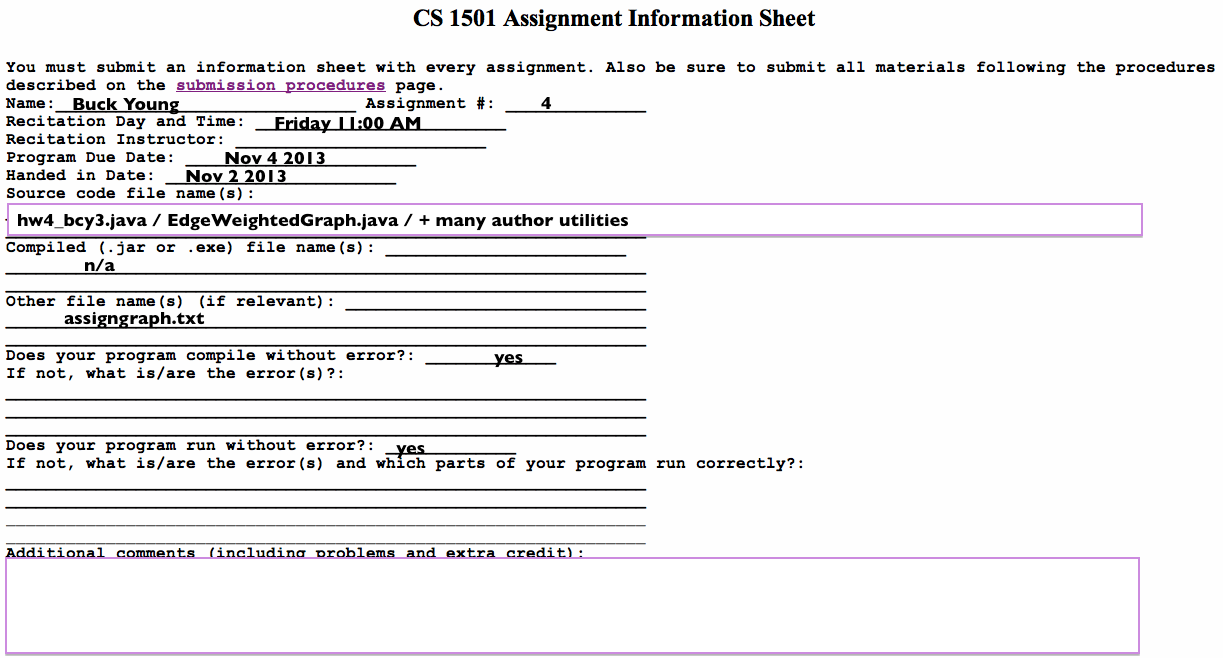 CS 1501 Assignment Information Sheet
You must submit an information sheet with every assignment. Also be sure to submit all materials following the procedures
described on the submission procedures page.
Name: Buck Young Assignment #: 4
Recitation Day and Time: Friday 11:00 AM
Recitation Instructor:
Program Due Date: Nov 4 2013
Handed in Date: Nov 2 2013
Source code file name(s):
hw4_bcy3.java / EdgeWeightedGraph.java / + many author utilities
Compiled (.jar or .exe) file name(s):
n/a
Other file name(s) (if relevant):
assigngraph.txt
Does your program compile without error?: yes
If not, what is/are the error(s)?:
Does your program run without error?: yes
If not, what is/are the error(s) and which parts of your program run correctly?:
Additional comments (including problems and extra credit):